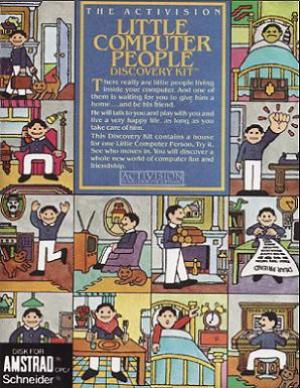 THE ACTIVISION
LITTLE
COMPUTER
PEOPLE
DISCOVERY KIT™
There really are little people living
inside your computer. And one of
them is waiting for you to give him a
home . . . and be his friend.
He will talk to you and play with you and
live a very happy life, as long as you
take care of him.
This Discovery Kit contains a house
for one Little Computer Person. Try it.
See who moves in. You will discover a
whole new world of computer fun and
friendship.
ACTIVISION
DEAR FRIEND
DISK FOR
AMSTRAD
CPC
Schneider